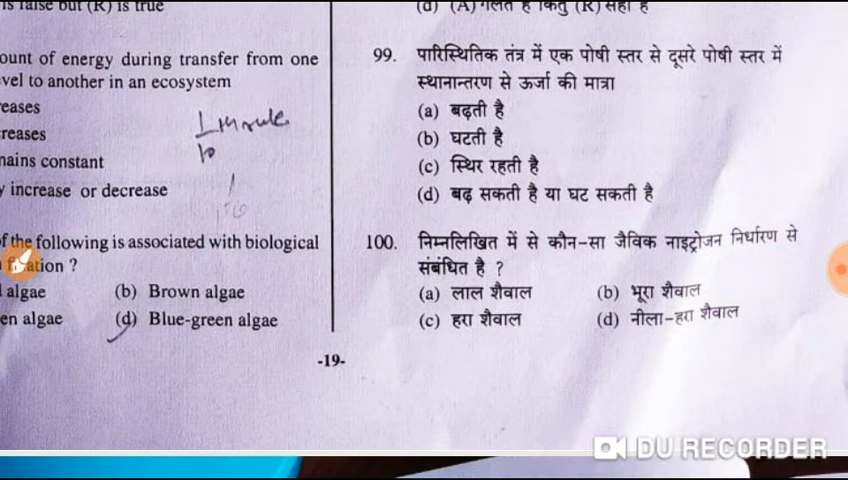 is false but (R) is true
ount of energy during transfer from one
vel to another in an ecosystem
reases
reases
nains constant
y increase or decrease
of the following is associated with biological
fixation ?
algae
(b) Brown algae
en algae
(d) Blue-green algae
(d) (A) गलत है किंतु (R) सही है
99. पारिस्थितिक तंत्र में एक पोषी स्तर से दूसरे पोषी स्तर में
स्थानान्तरण से ऊर्जा की मात्रा
(a) बढ़ती है
(b) घटती है
(c) स्थिर रहती है
(d) बढ़ सकती है या घट सकती है
100. निम्नलिखित में से कौन-सा जैविक नाइट्रोजन निर्धारण से
संबंधित है ?
(a) लाल शैवाल
(b) भूरा शैवाल
(c) हरा शैवाल
(d) नीला-हरा शैवाल
-19-
DU RECORDER